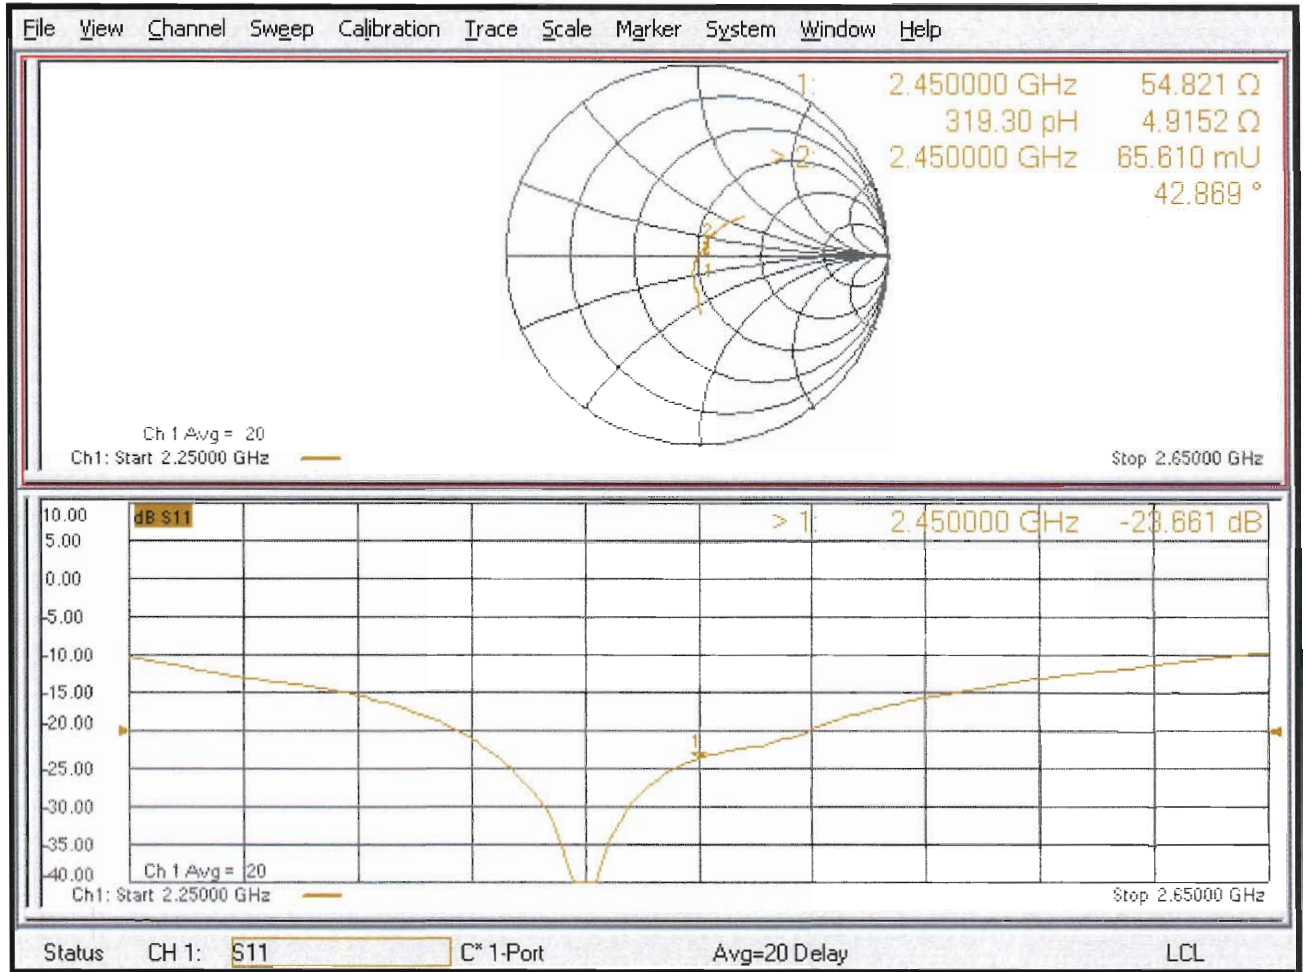 File View Channel Sweep Calibration Trace Scale Marker System Window Help
1: 2.450000 GHz 54.821 Ω
319.30 pH 4.9152 Ω
> 2: 2.450000 GHz 65.610 mU
42.869 °
2
1
Ch 1 Avg = 20
Ch1: Start 2.25000 GHz
Stop 2.65000 GHz
10.00
dB S11
> 1: 2.450000 GHz -23.661 dB
5.00
0.00
-5.00
-10.00
-15.00
-20.00
1
-25.00
-30.00
-35.00
-40.00
Ch 1 Avg = 20
Ch1: Start 2.25000 GHz
Stop 2.65000 GHz
Status CH 1: S11 C* 1-Port Avg=20 Delay LCL